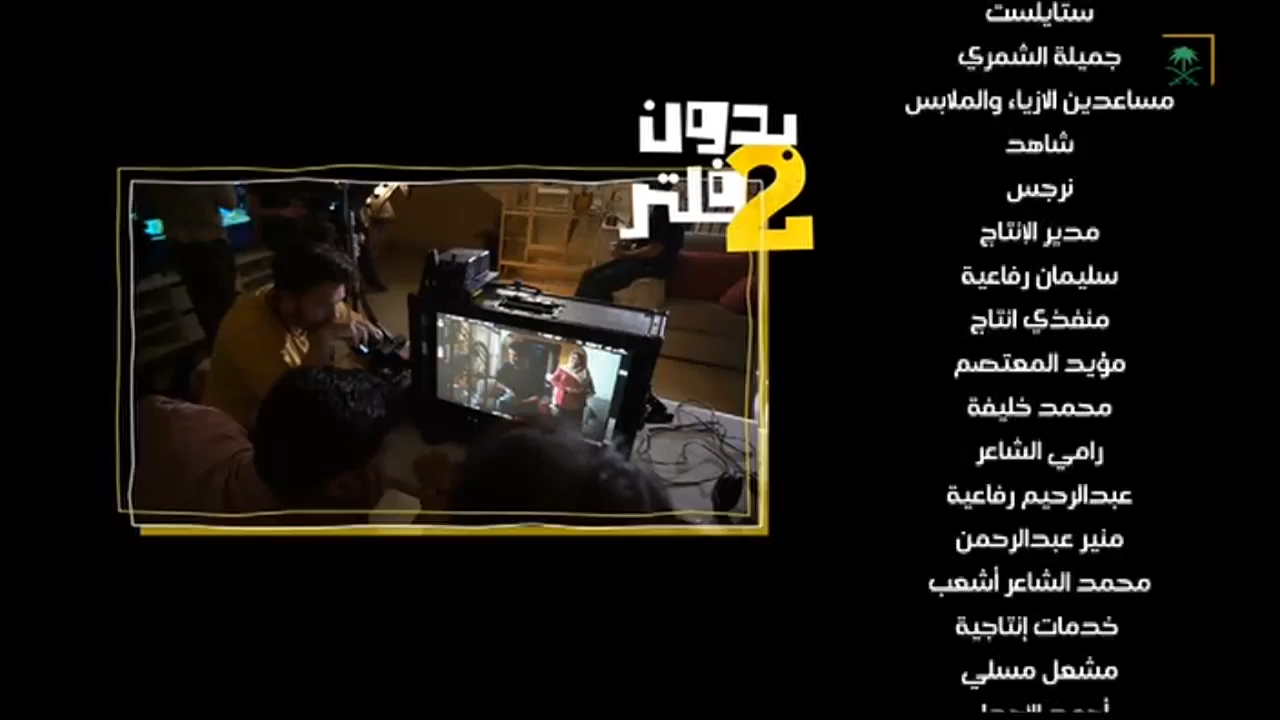 بدون
فلتر 2
ستايلست
جميلة الشمري
مساعدين الازياء والملابس
شاهد
نرجس
مدير الإنتاج
سليمان رفاعية
منفذي انتاج
مؤيد المعتصم
محمد خليفة
رامي الشاعر
عبدالرحيم رفاعية
منير عبدالرحمن
محمد الشاعر أشعب
خدمات إنتاجية
مشعل مسلي